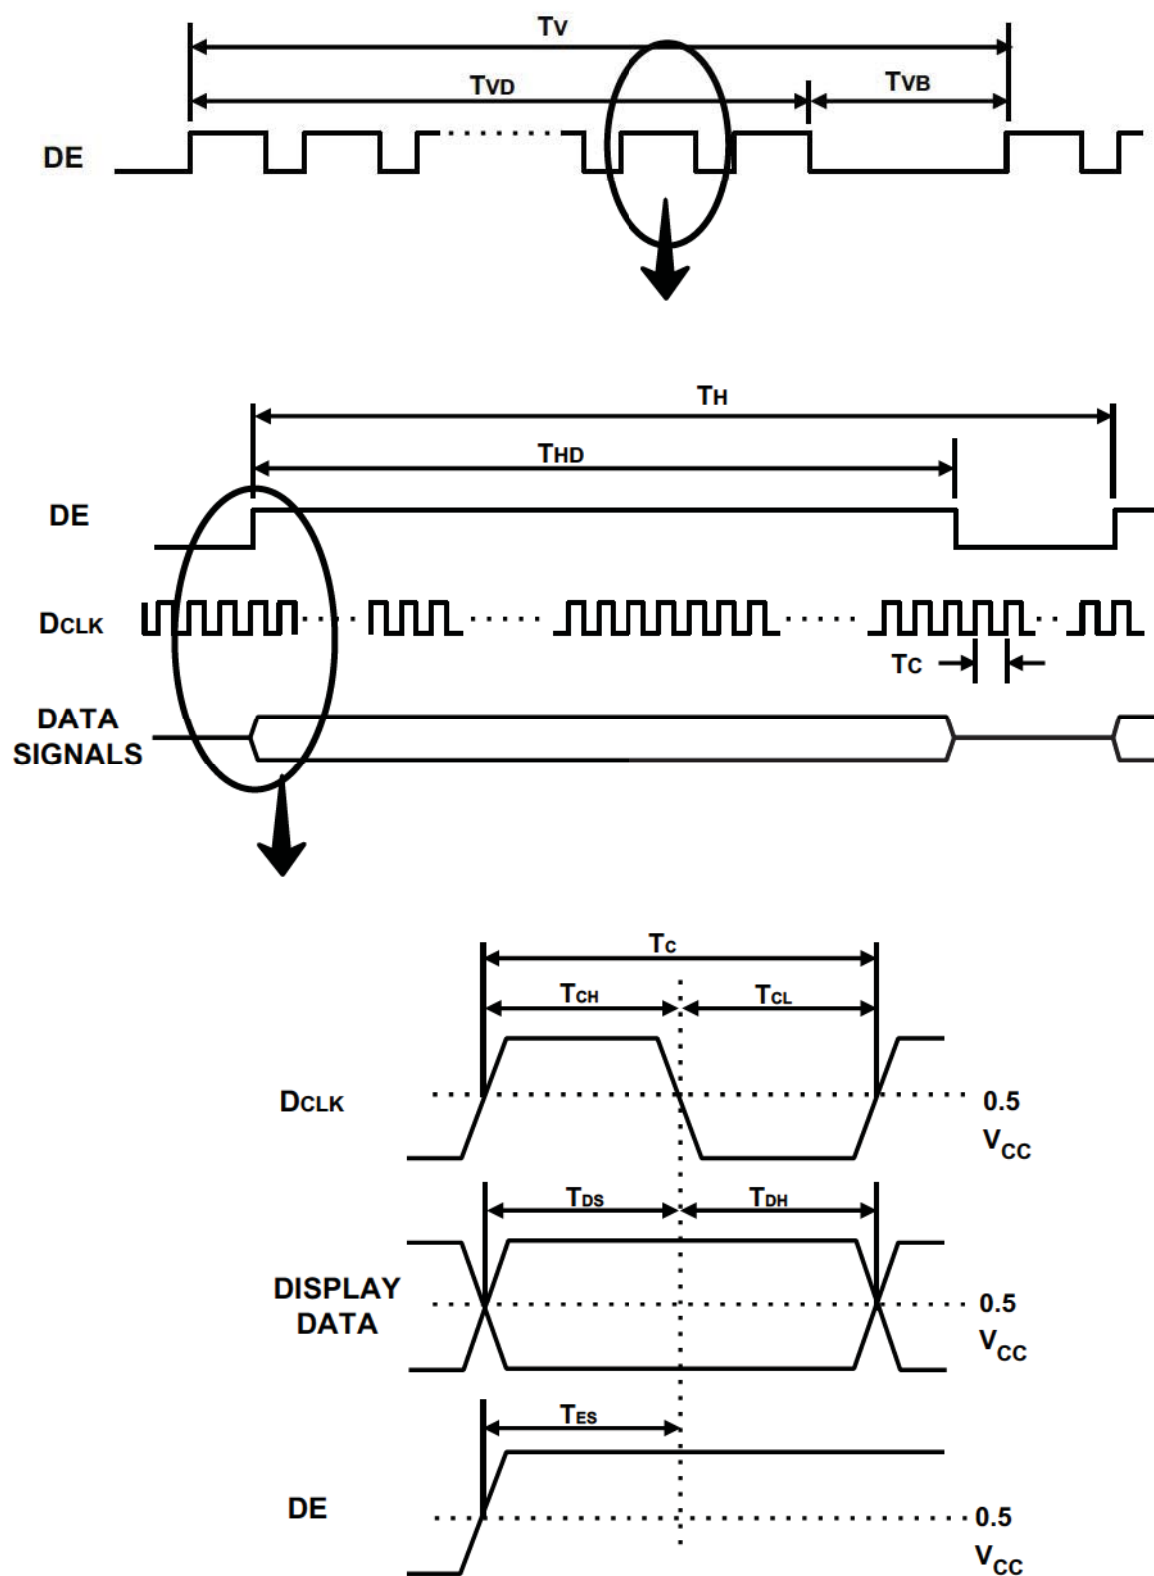 TV
TVD
TVB
DE
TH
THD
DE
DCLK
TC
DATA
SIGNALS
TC
TCH
TCL
DCLK
0.5
VCC
TDS
TDH
DISPLAY
DATA
0.5
VCC
TES
DE
0.5
VCC